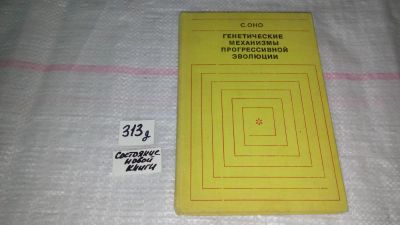 С. ОНО
ГЕНЕТИЧЕСКИЕ
МЕХАНИЗМЫ
ПРОГРЕССИВНОЙ
ЭВОЛЮЦИИ
313д
Состояние
новой
книги